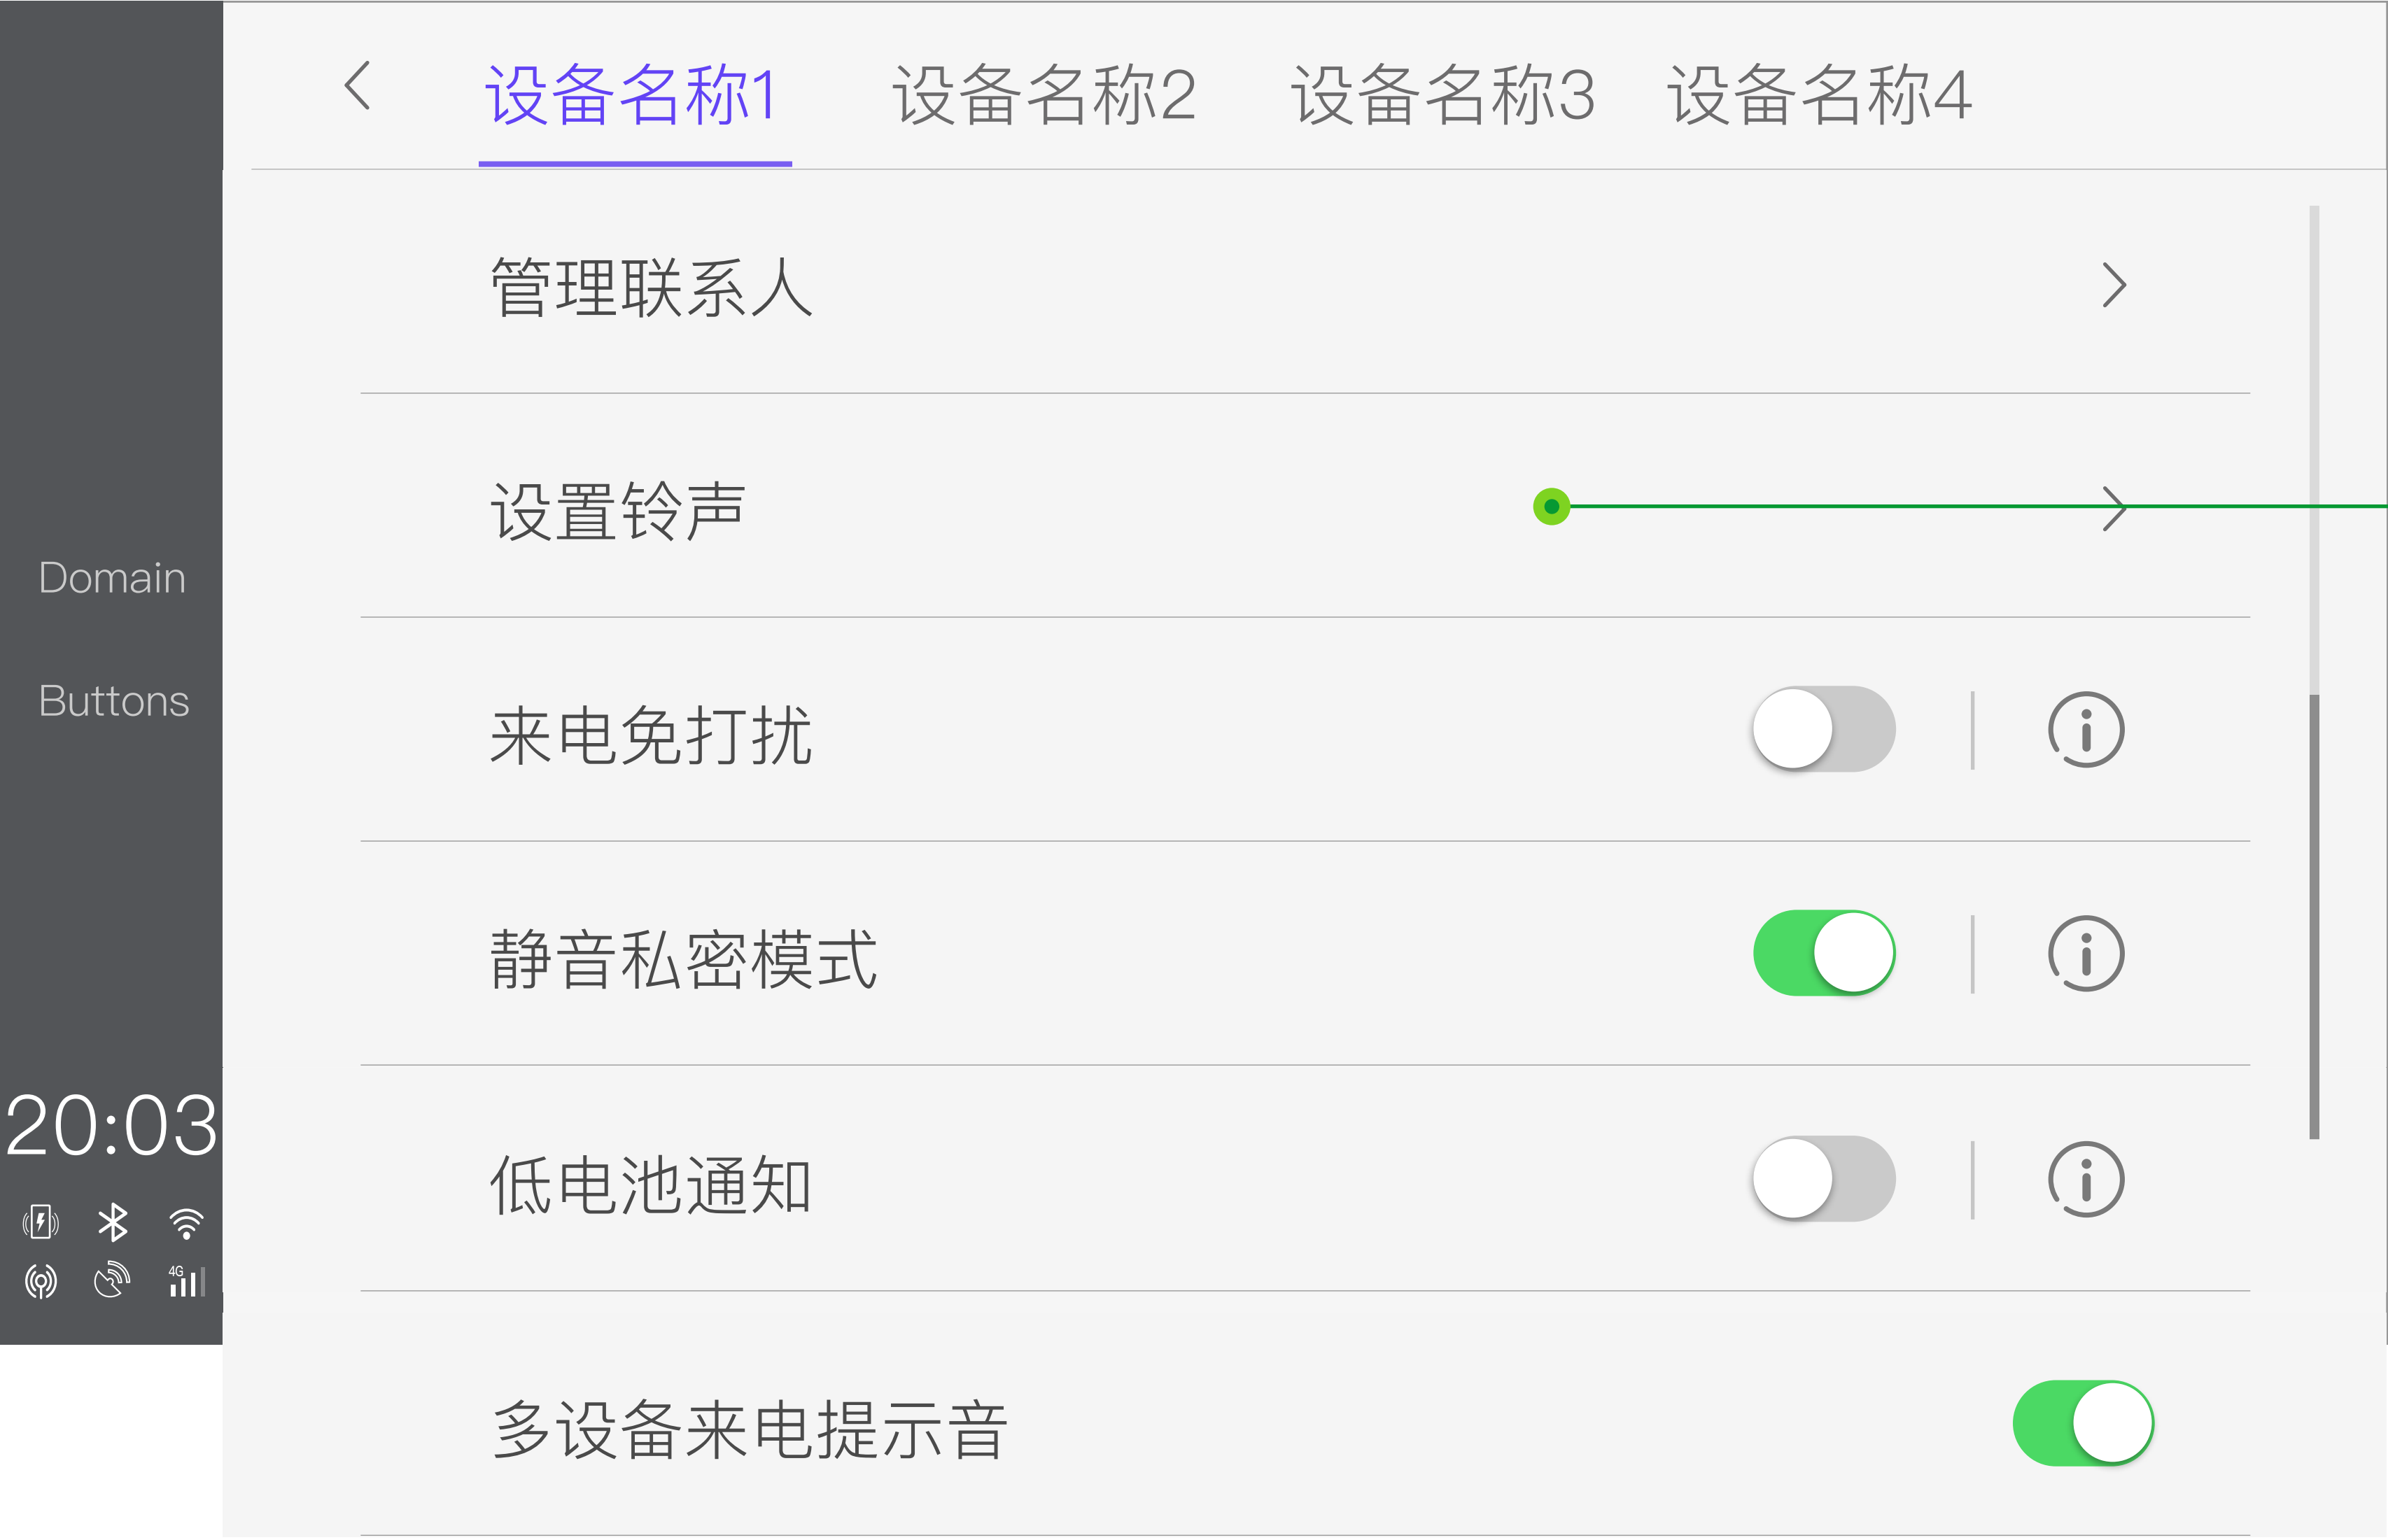 设备名称1
设备名称2
设备名称3
设备名称4
管理联系人
设置铃声
来电免打扰
静音私密模式
低电池通知
多设备来电提示音
Domain
Buttons
20:03
4G